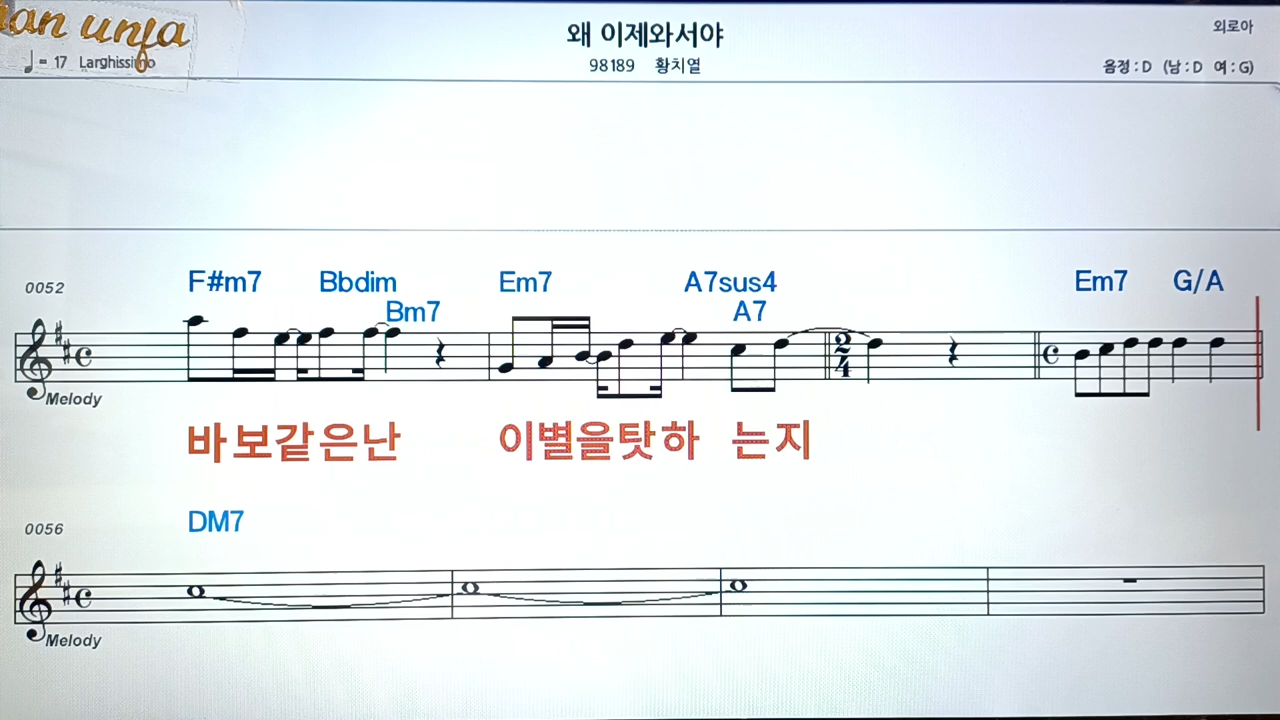 왜 이제와서야
외로아
♩= 17 Larghissimo
98189 황치열
음정:D (남:D 여:G)
0052
F#m7 Bbdim Em7 A7sus4 Em7 G/A
Bm7 A7
2
4
Melody
바보같은난 이별을탓하 는지
0056
DM7
Melody